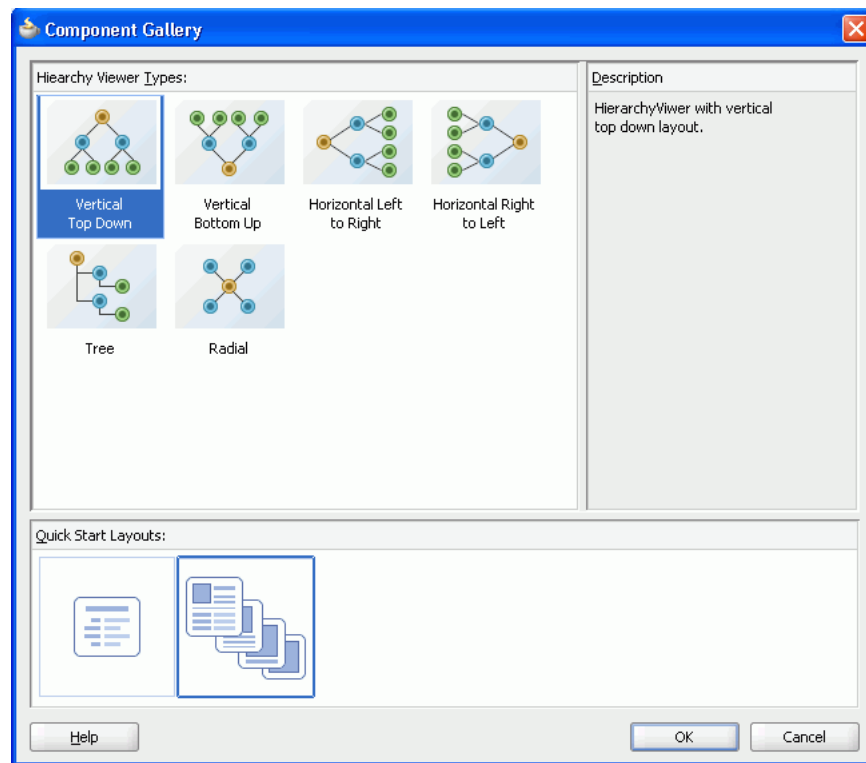 Component Gallery
Hiearchy Viewer Types:
Vertical
Top Down
Vertical
Bottom Up
Horizontal Left
to Right
Horizontal Right
to Left
Tree
Radial
Description
HierarchyViwer with vertical
top down layout.
Quick Start Layouts:
Help
OK
Cancel